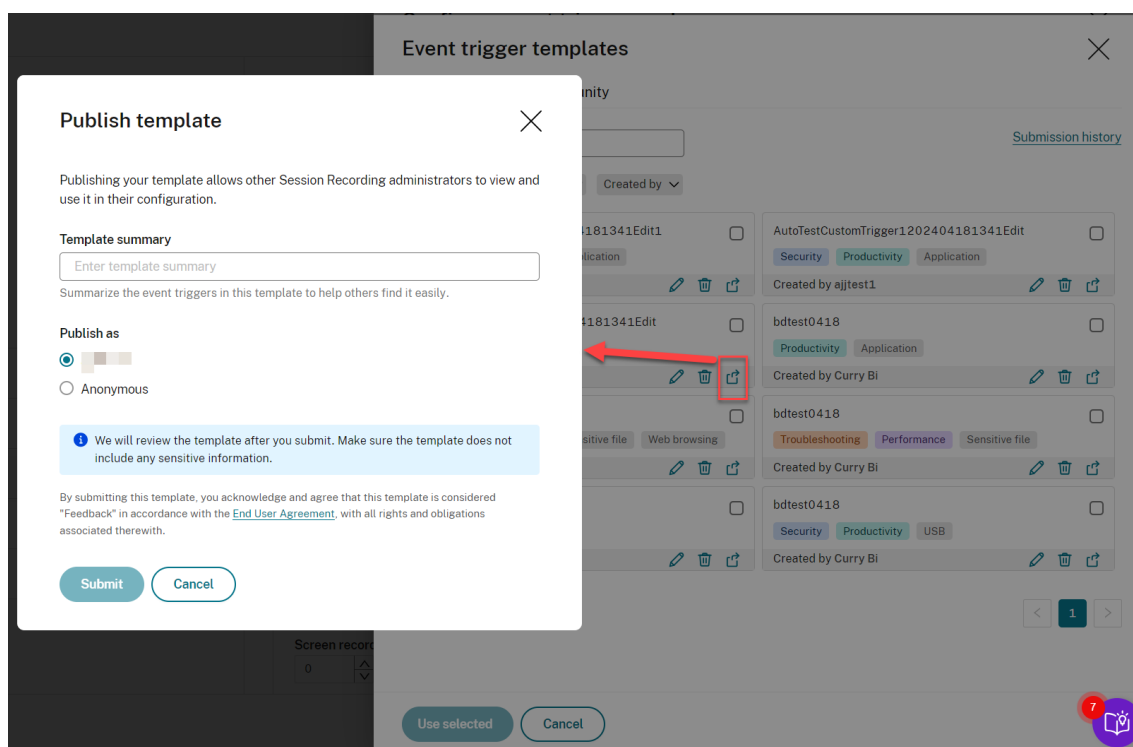 Event trigger templates
unity
Submission history
Created by
4181341Edit1
lication
AutoTestCustomTrigger1202404181341Edit
Security Productivity Application
Created by ajjtest1
4181341Edit
bdtest0418
Productivity Application
Created by Curry Bi
sitive file Web browsing
bdtest0418
Troubleshooting Performance Sensitive file
Created by Curry Bi
bdtest0418
Security Productivity USB
Created by Curry Bi
< 1 >
Screen record
0
Use selected Cancel
7
Publish template
Publishing your template allows other Session Recording administrators to view and
use it in their configuration.
Template summary
Enter template summary
Summarize the event triggers in this template to help others find it easily.
Publish as
Anonymous
We will review the template after you submit. Make sure the template does not
include any sensitive information.
By submitting this template, you acknowledge and agree that this template is considered
"Feedback" in accordance with the End User Agreement, with all rights and obligations
associated therewith.
Submit Cancel